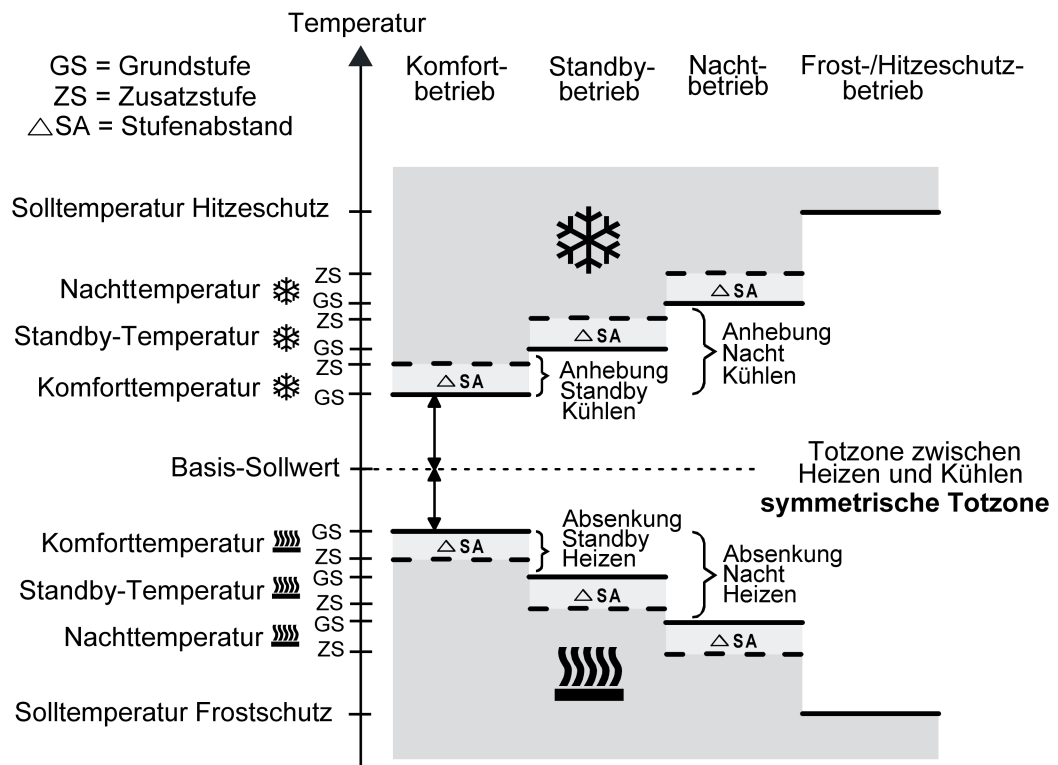 Temperatur
GS = Grundstufe
ZS = Zusatzstufe
△SA = Stufenabstand
Komfort-
betrieb
Standby-
betrieb
Nacht-
betrieb
Frost-/Hitzeschutz-
betrieb
Solltemperatur Hitzeschutz
Nachttemperatur
ZS
GS
△SA
Standby-Temperatur
ZS
GS
△SA
Komforttemperatur
ZS
GS
△SA
Anhebung
Standby
Kühlen
Anhebung
Nacht
Kühlen
Basis-Sollwert
Totzone zwischen
Heizen und Kühlen
symmetrische Totzone
Komforttemperatur
GS
ZS
△SA
Absenkung
Standby
Heizen
Absenkung
Nacht
Heizen
Standby-Temperatur
GS
ZS
△SA
Nachttemperatur
GS
ZS
△SA
Solltemperatur Frostschutz